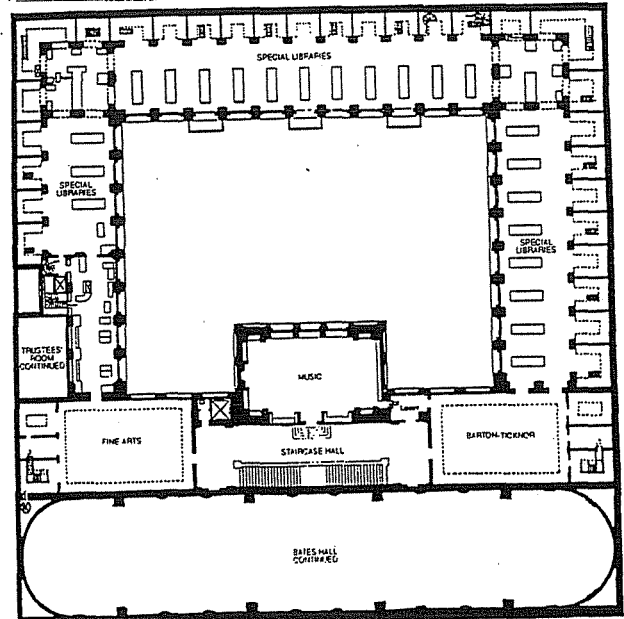 SPECIAL LIBRARIES
SPECIAL
LIBRARIES
SPECIAL
LIBRARIES
TRUSTEES'
ROOM
CONTINUED
MUSIC
FINE ARTS
STAIRCASE HALL
BARTON-TICKNOR
BATES HALL
CONTINUED